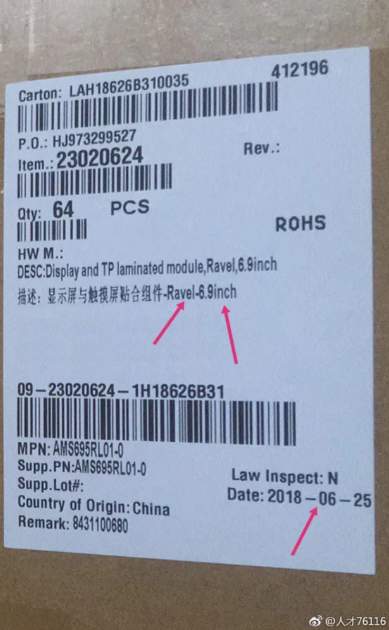 412196
Carton: LAH18626B310035
P.O.: HJ973299527
Item.: 23020624 Rev.:
Qty: 64 PCS
ROHS
HW M.:
DESC:Display and TP laminated module,Ravel,6.9inch
描述: 显示屏与触摸屏贴合组件-Ravel-6.9inch
09-23020624-1H18626B31
MPN: AMS695RL01-0
Supp.PN:AMS695RL01-0
Supp.Lot#: Law Inspect: N
Country of Origin: China Date: 2018-06-25
Remark: 8431100680
@人才76116